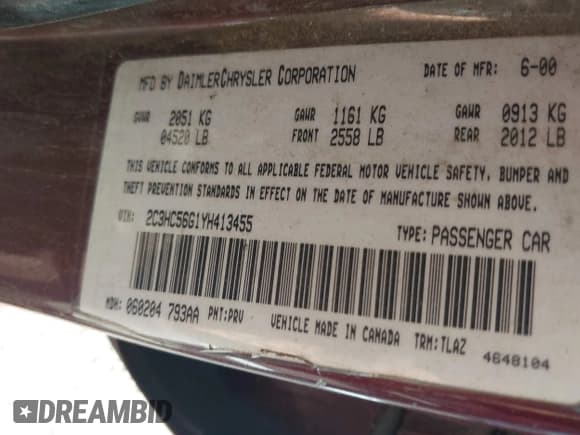 MFD BY DAIMLERCHRYSLER CORPORATION DATE OF MFR: 6-00
GVWR 2051 KG GAWR 1161 KG GAWR 0913 KG
04520 LB FRONT 2558 LB REAR 2012 LB
THIS VEHICLE CONFORMS TO ALL APPLICABLE FEDERAL MOTOR VEHICLE SAFETY, BUMPER AND
THEFT PREVENTION STANDARDS IN EFFECT ON THE DATE OF MANUFACTURE SHOWN ABOVE.
VIN: 2C3HC56G1YH413455 TYPE: PASSENGER CAR
MDH: 060204 793AA PNT:PRV VEHICLE MADE IN CANADA TRM:TLAZ 4648104
DREAMBID